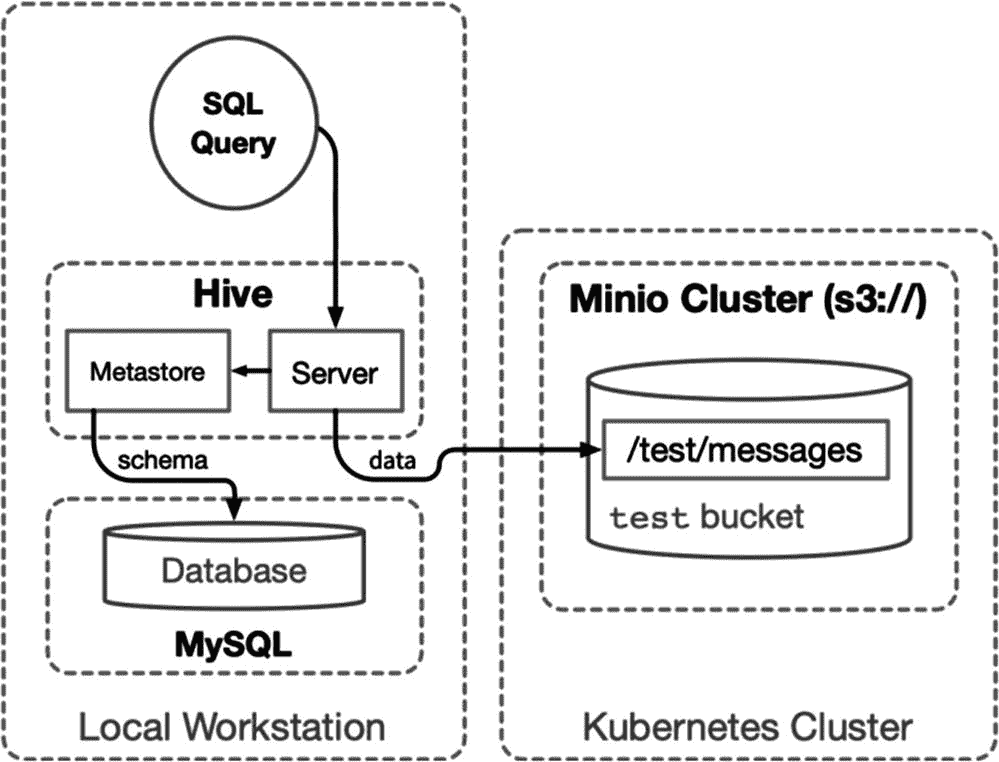 SQL
Query
Hive
Metastore
Server
schema
data
Database
MySQL
Local Workstation
Minio Cluster (s3://)
/test/messages
test bucket
Kubernetes Cluster